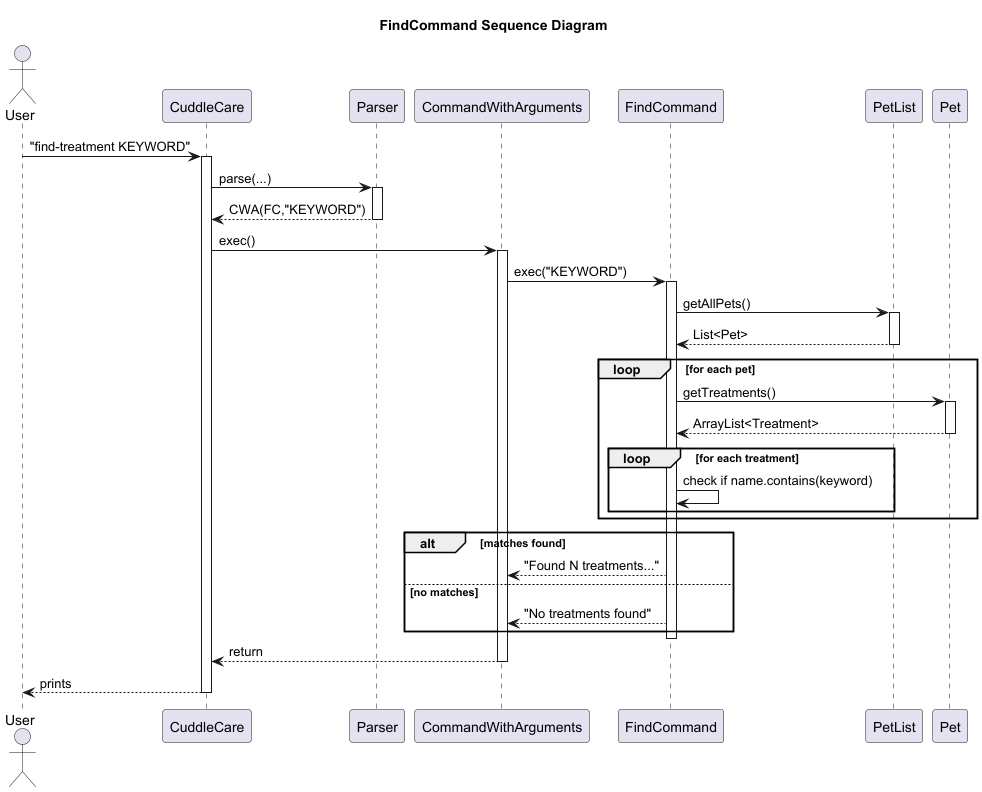 FindCommand Sequence Diagram
User
CuddleCare
Parser
CommandWithArguments
FindCommand
PetList
Pet
"find-treatment KEYWORD"
parse(...)
CWA(FC,"KEYWORD")
exec()
exec("KEYWORD")
getAllPets()
List<Pet>
loop
[for each pet]
getTreatments()
ArrayList<Treatment>
loop
[for each treatment]
check if name.contains(keyword)
alt
[matches found]
"Found N treatments..."
[no matches]
"No treatments found"
return
prints
User
CuddleCare
Parser
CommandWithArguments
FindCommand
PetList
Pet